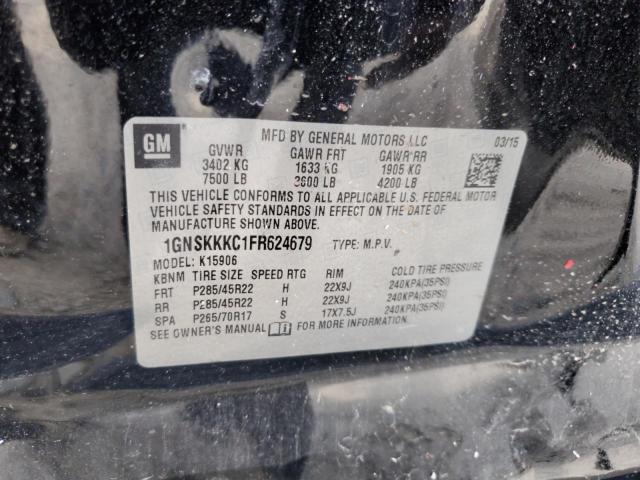 GM
MFD BY GENERAL MOTORS LLC 03/15
GVWR GAWR FRT GAWR RR
3402 KG 1633 KG 1905 KG
7500 LB 3600 LB 4200 LB
THIS VEHICLE CONFORMS TO ALL APPLICABLE U.S. FEDERAL MOTOR
VEHICLE SAFETY STANDARDS IN EFFECT ON THE DATE OF
MANUFACTURE SHOWN ABOVE.
1GNSKKKC1FR624679 TYPE: M.P.V.
MODEL: K15906
KBNM TIRE SIZE SPEED RTG RIM COLD TIRE PRESSURE
FRT P285/45R22 H 22X9J 240KPA(35PSI)
RR P285/45R22 H 22X9J 240KPA(35PSI)
SPA P265/70R17 S 17X7.5J 240KPA(35PSI)
SEE OWNER'S MANUAL FOR MORE INFORMATION.